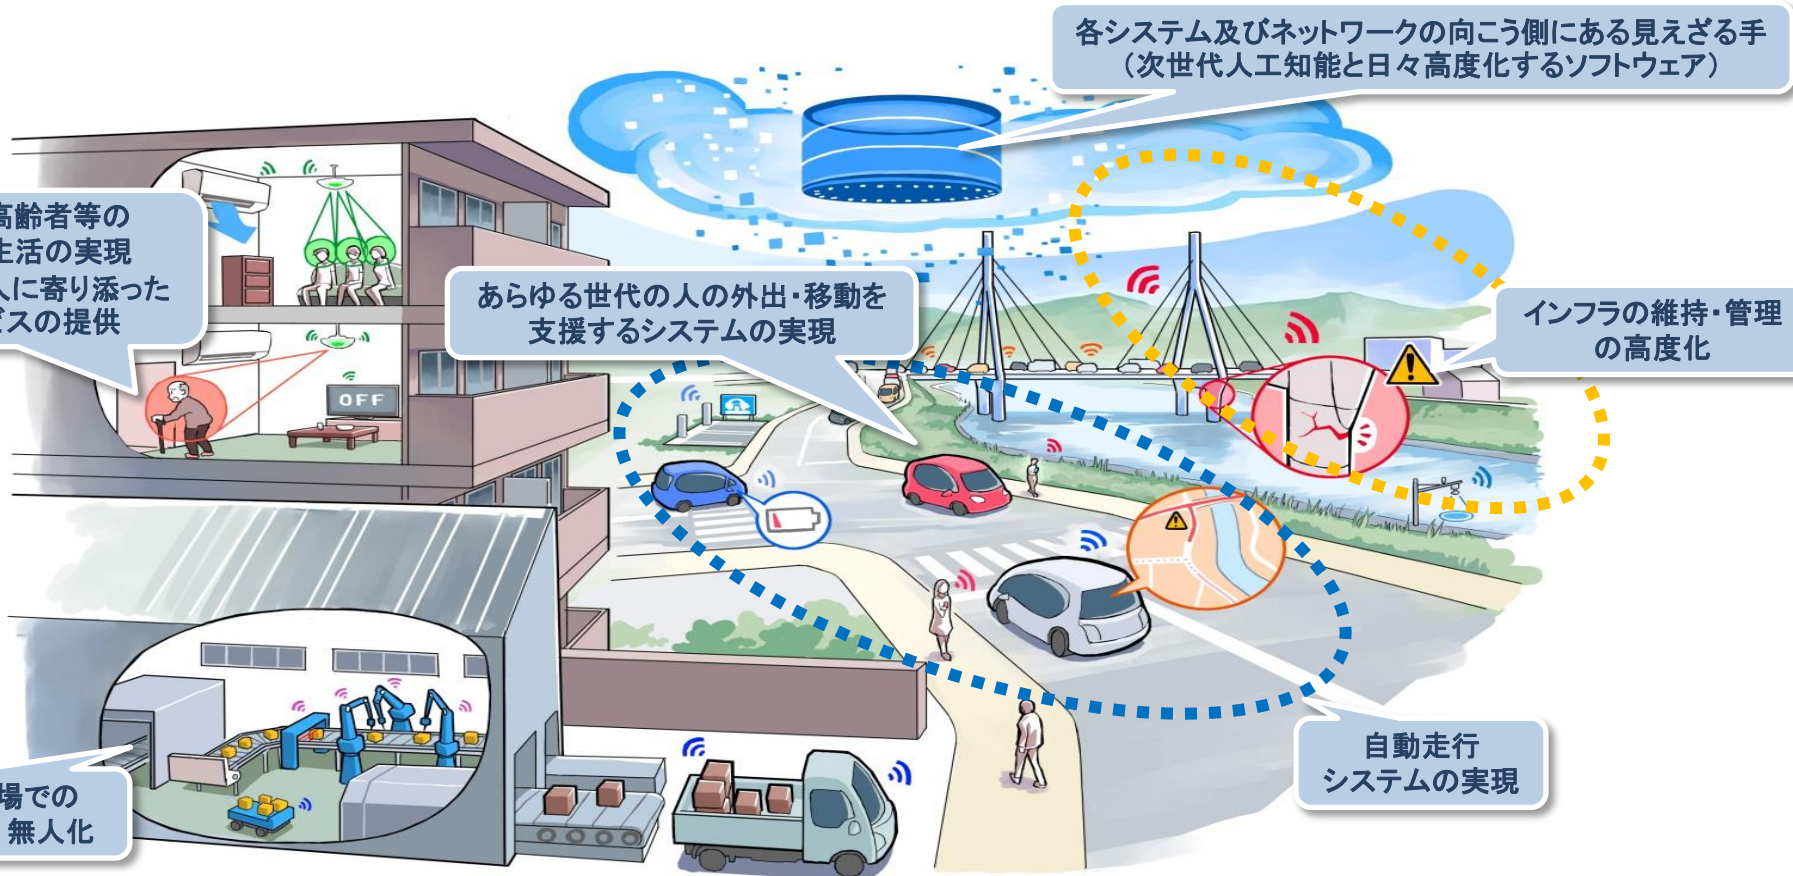 各システム及びネットワークの向こう側にある見えざる手
（次世代人工知能と日々高度化するソフトウェア）
高齢者等の
生活の実現
人に寄り添った
ビスの提供
あらゆる世代の人の外出・移動を
支援するシステムの実現
インフラの維持・管理
の高度化
OFF
自動走行
システムの実現
場での
無人化